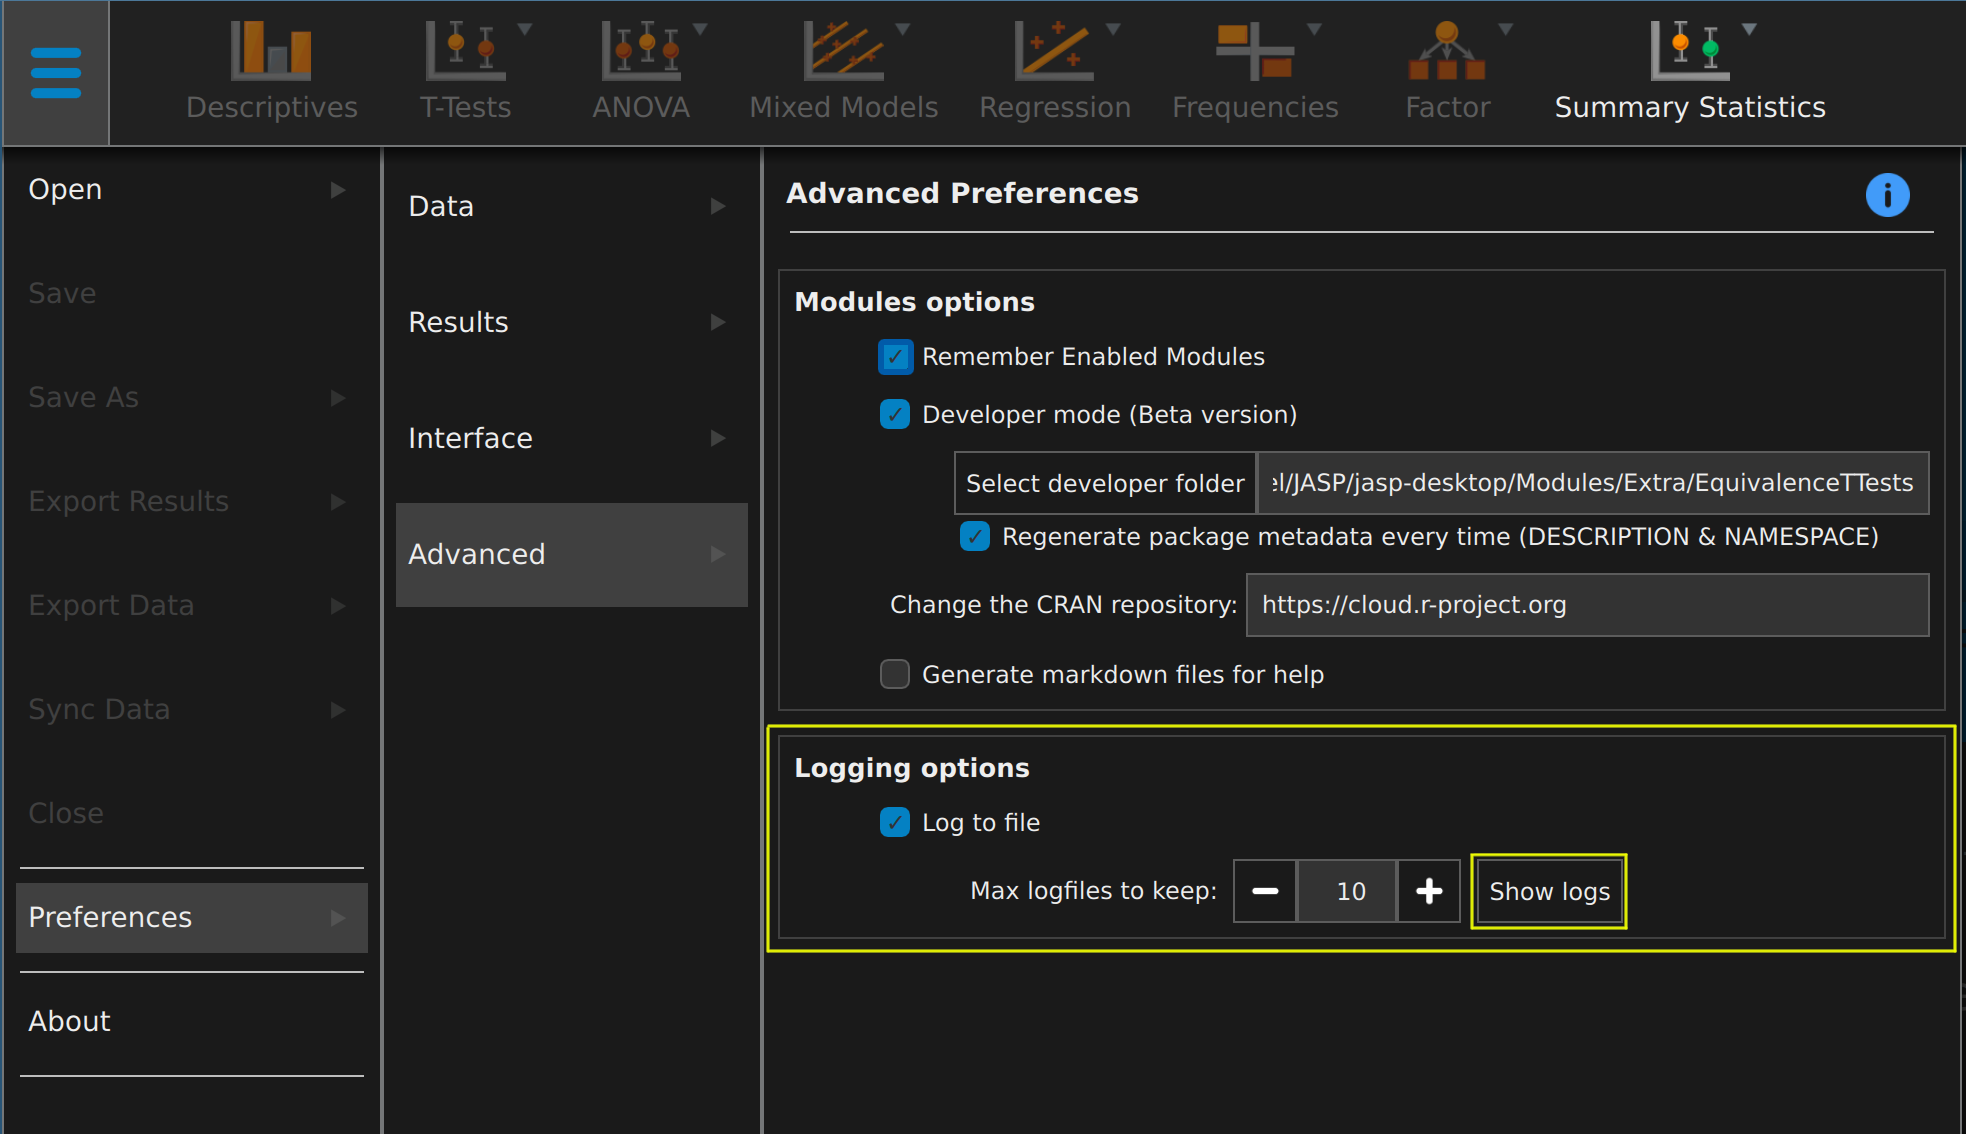 Descriptives
T-Tests
ANOVA
Mixed Models
Regression
Frequencies
Factor
Summary Statistics
Open
Save
Save As
Export Results
Export Data
Sync Data
Close
Preferences
About
Data
Results
Interface
Advanced
Advanced Preferences
Modules options
Remember Enabled Modules
Developer mode (Beta version)
Select developer folder
l/JASP/jasp-desktop/Modules/Extra/EquivalenceTTests
Regenerate package metadata every time (DESCRIPTION & NAMESPACE)
Change the CRAN repository: https://cloud.r-project.org
Generate markdown files for help
Logging options
Log to file
Max logfiles to keep: − 10 + Show logs